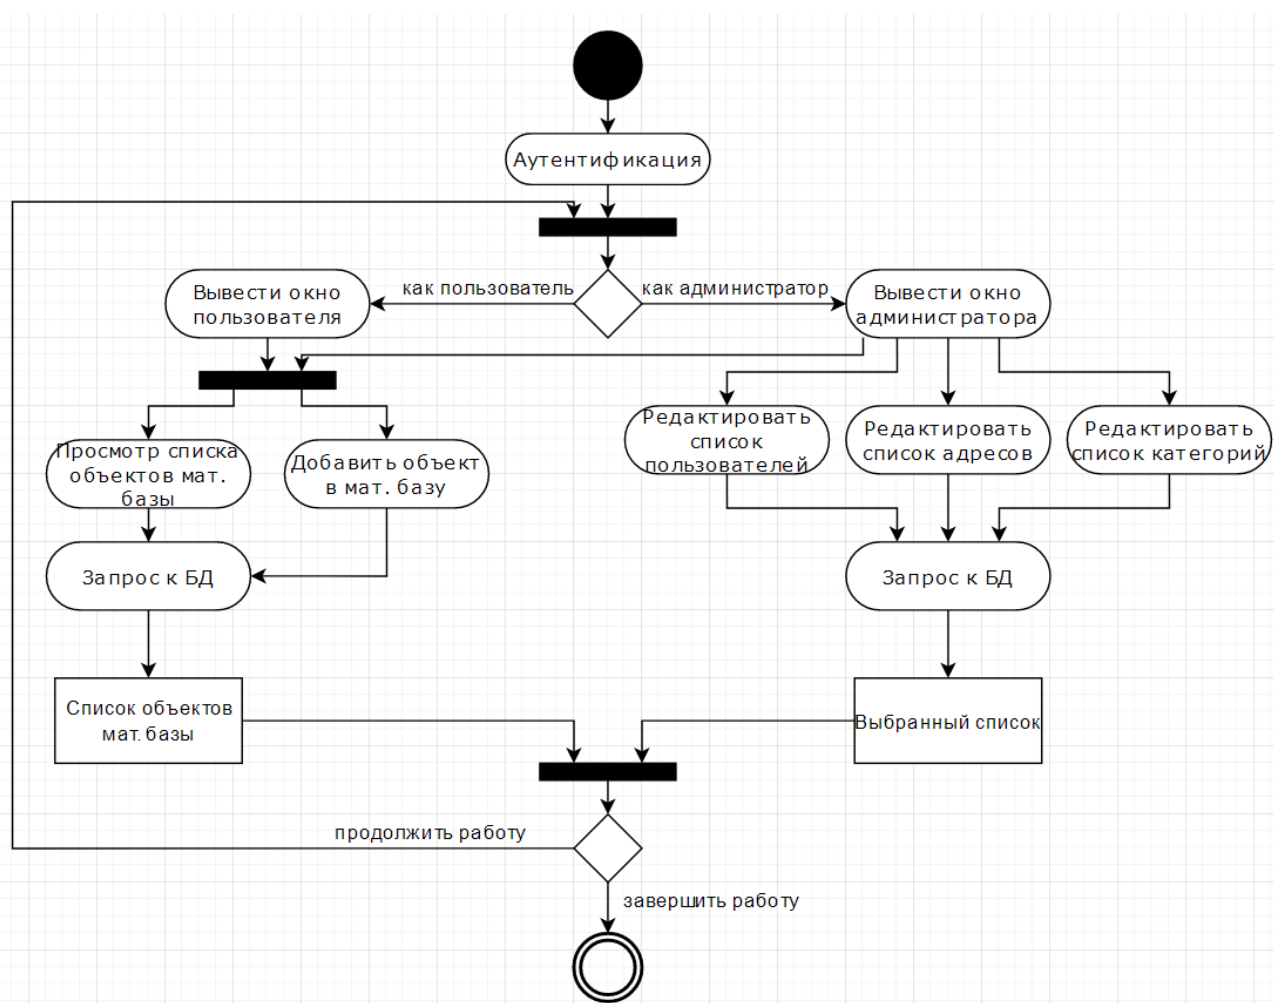 Аутентификация
как пользователь
как администратор
Вывести окно
пользователя
Вывести окно
администратора
Просмотр списка
объектов мат.
базы
Добавить объект
в мат. базу
Редактировать
список
пользователей
Редактировать
список адресов
Редактировать
список категорий
Запрос к БД
Запрос к БД
Список объектов
мат. базы
Выбранный список
продолжить работу
завершить работу